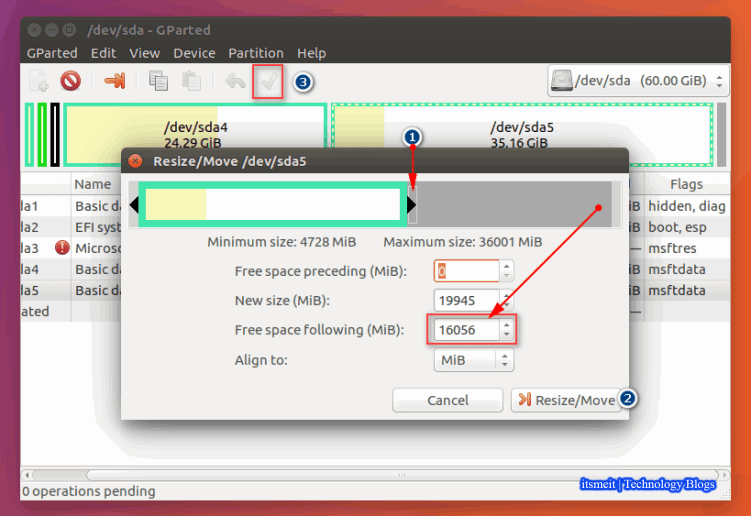 /dev/sda - GParted
GParted Edit View Device Partition Help
3
/dev/sda (60.00 GiB)
/dev/sda4
24.29 GiB
/dev/sda5
35.16 GiB
1
Resize/Move /dev/sda5
Name
Flags
la1 Basic da
iB hidden, diag
la2 EFI syst
iB boot, esp
la3 Microso
— msftres
la4 Basic da
iB msftdata
la5 Basic da
iB msftdata
ated
—
Minimum size: 4728 MiB Maximum size: 36001 MiB
Free space preceding (MiB): 0
New size (MiB): 19945
Free space following (MiB): 16056
Align to: MiB
Cancel
Resize/Move
2
0 operations pending
itsmeit | Technology Blogs